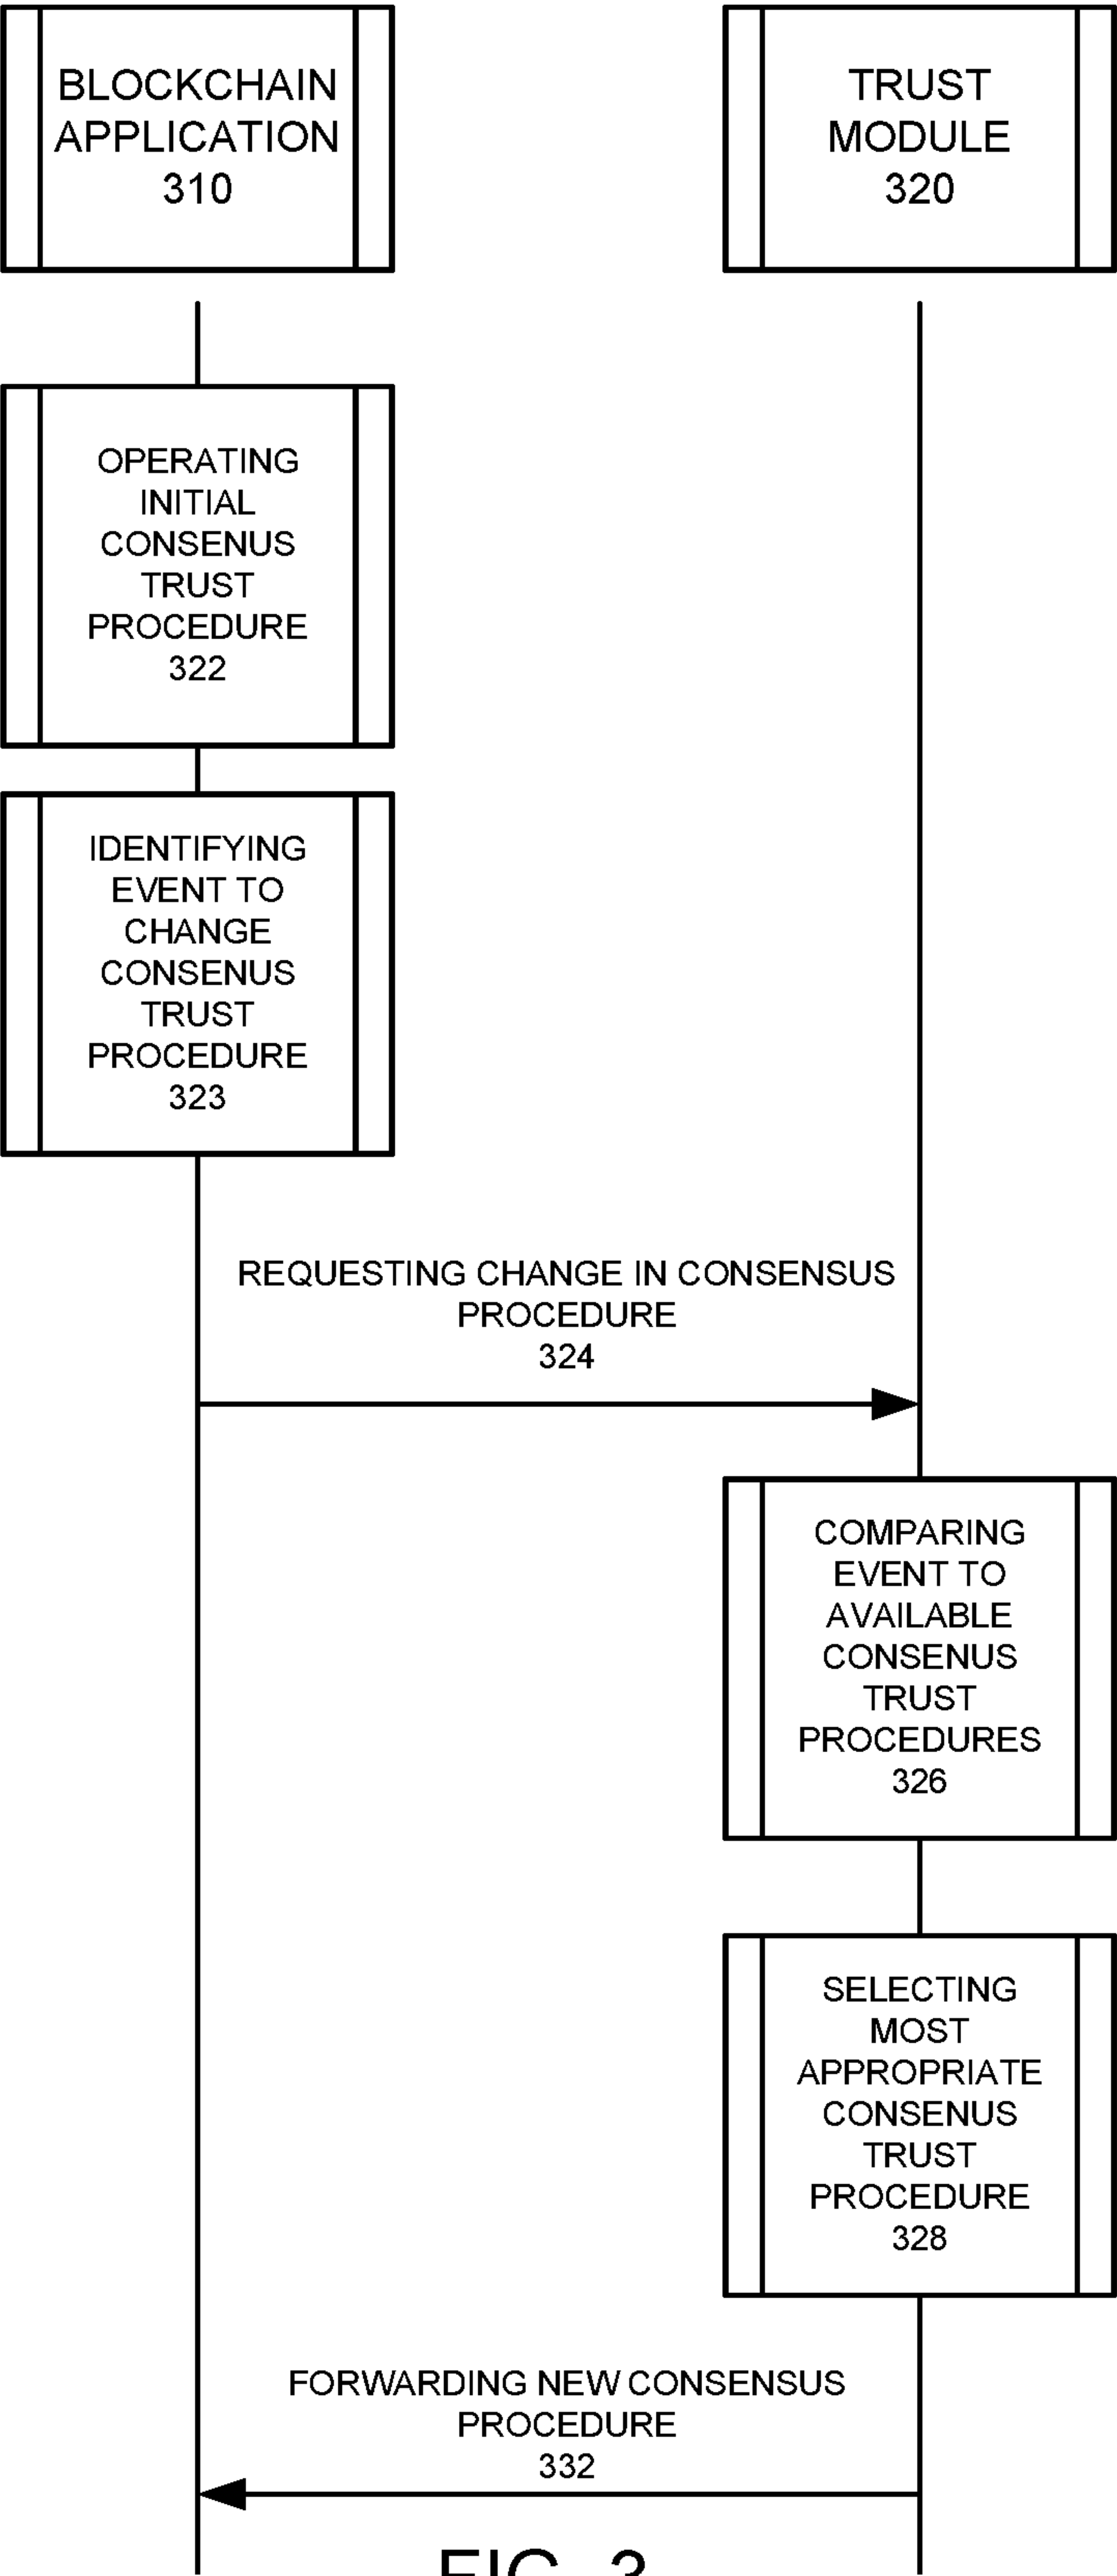 BLOCKCHAIN
APPLICATION
310
TRUST
MODULE
320
OPERATING
INITIAL
CONSENUS
TRUST
PROCEDURE
322
IDENTIFYING
EVENT TO
CHANGE
CONSENUS
TRUST
PROCEDURE
323
REQUESTING CHANGE IN CONSENSUS
PROCEDURE
324
COMPARING
EVENT TO
AVAILABLE
CONSENUS
TRUST
PROCEDURES
326
SELECTING
MOST
APPROPRIATE
CONSENUS
TRUST
PROCEDURE
328
FORWARDING NEW CONSENSUS
PROCEDURE
332
FIG. 3